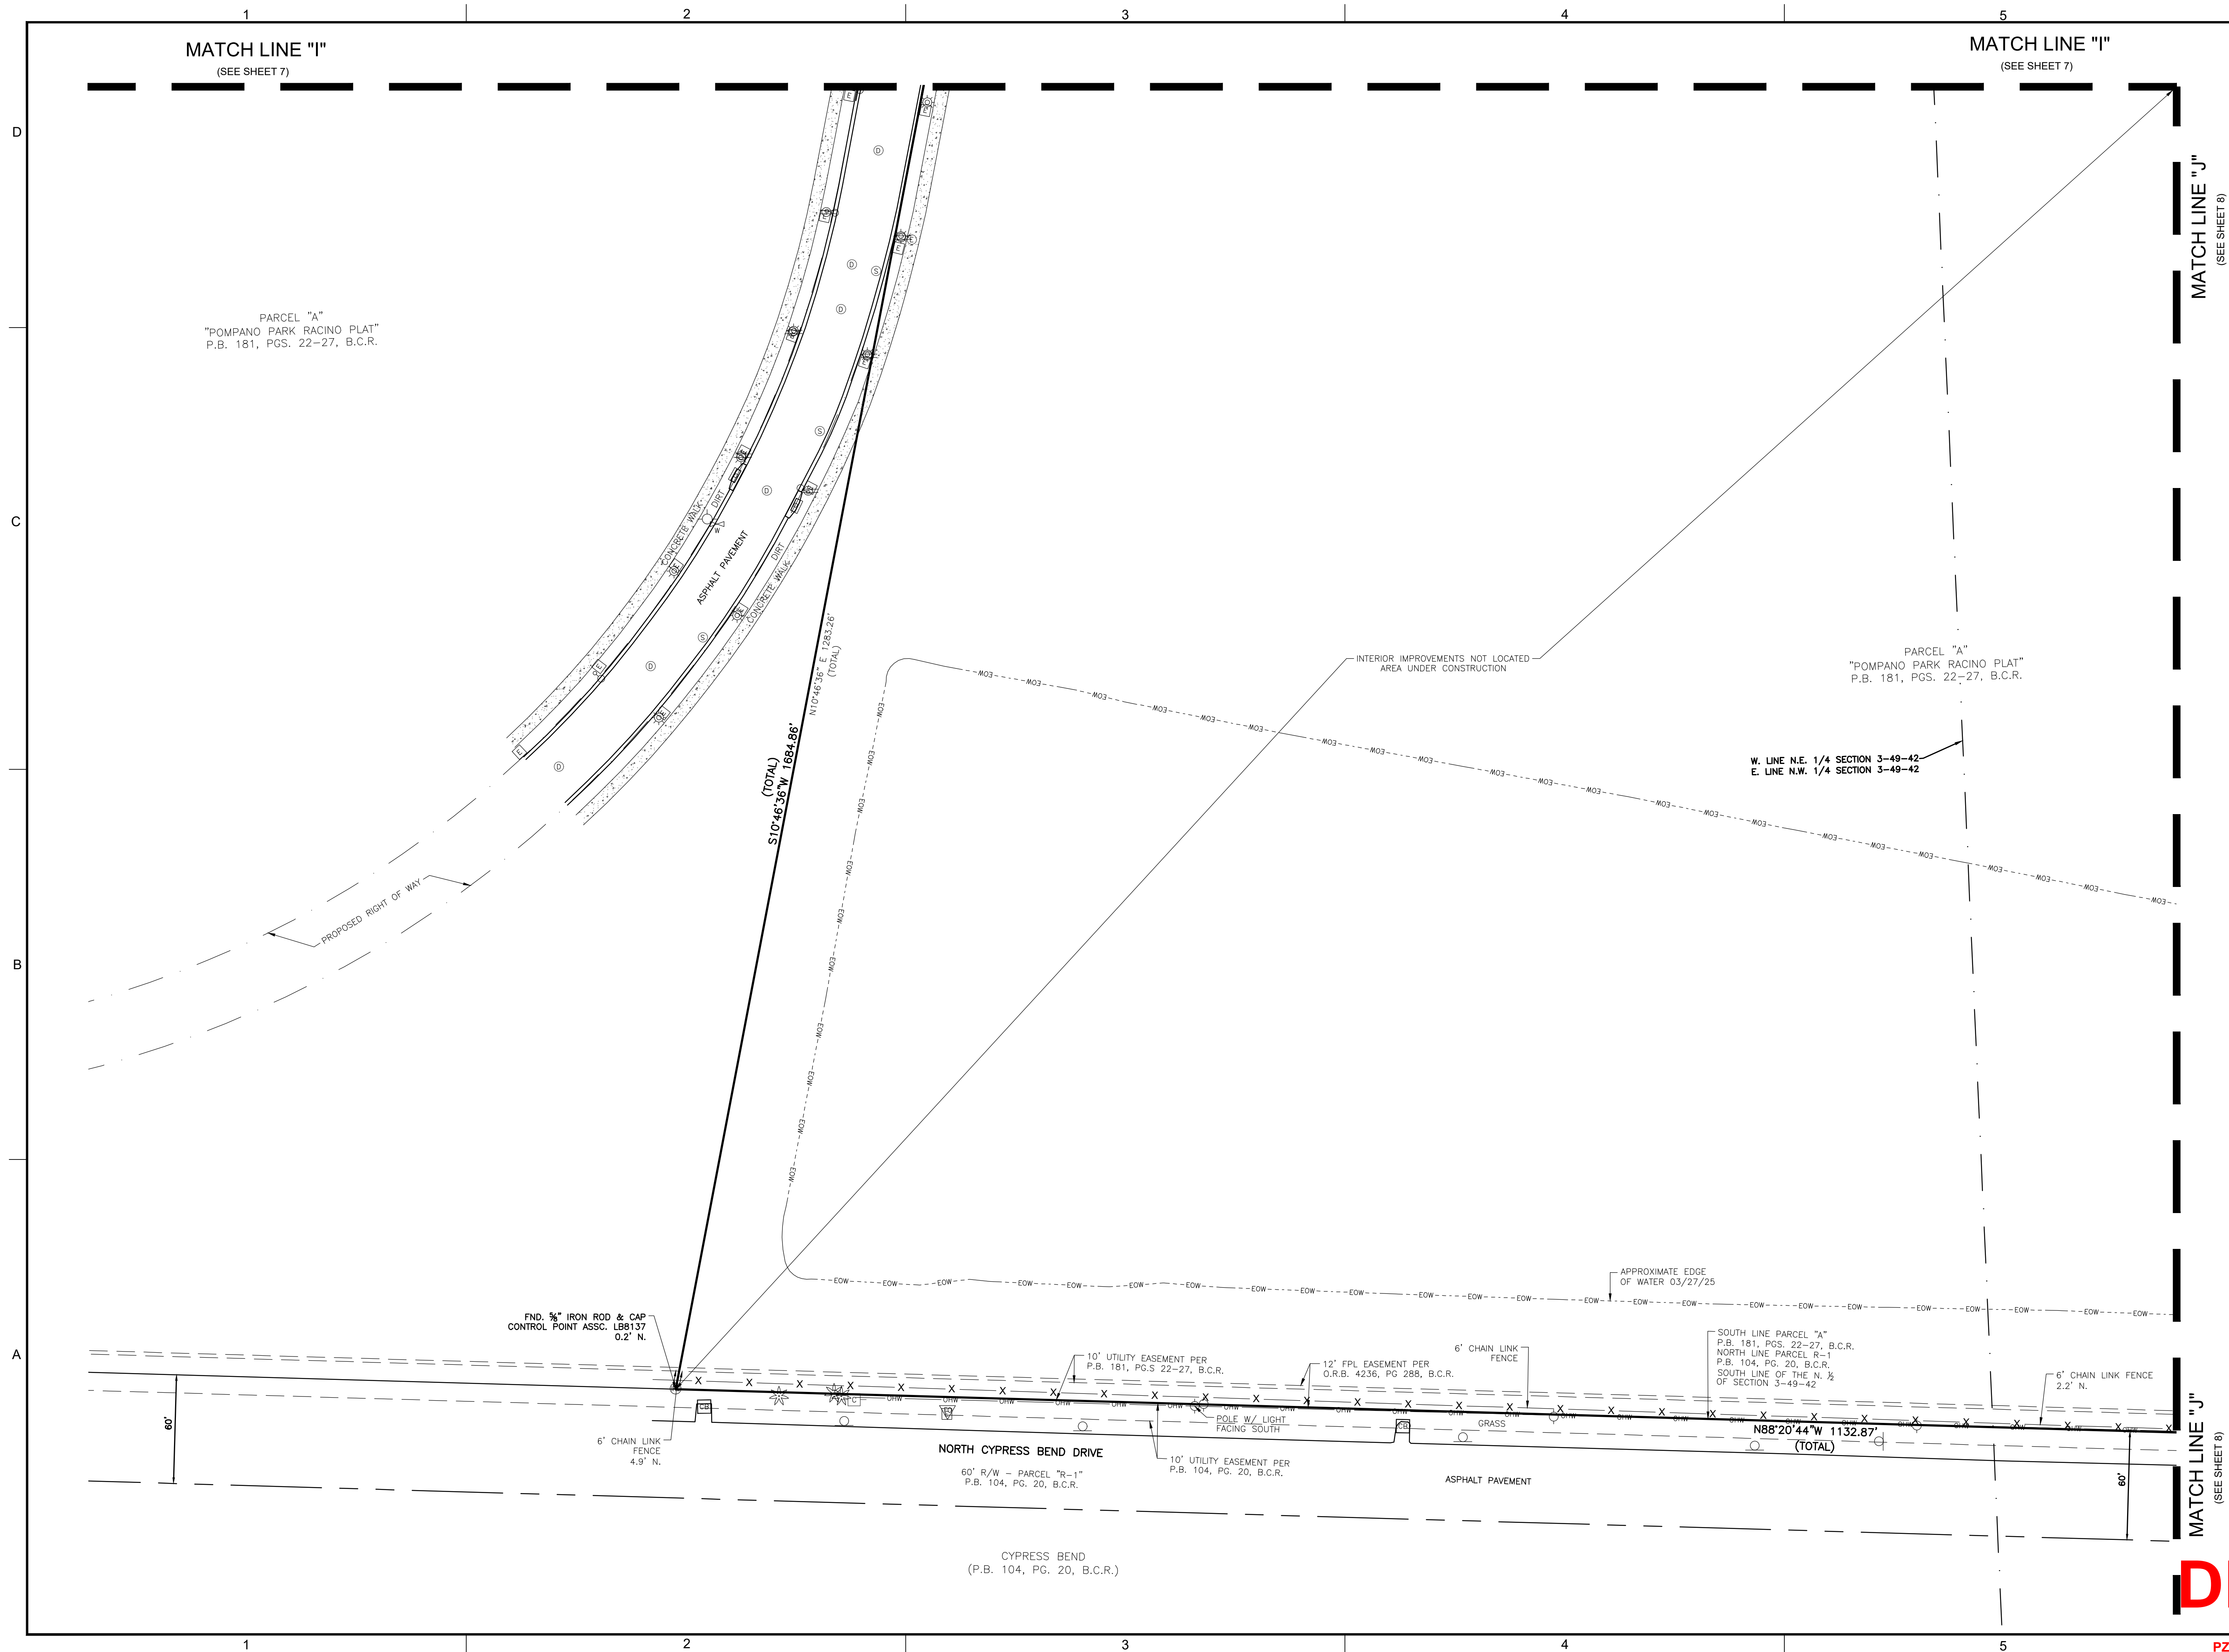 1
2
3
4
5
MATCH LINE "I"
(SEE SHEET 7)
MATCH LINE "I"
(SEE SHEET 7)
D
C
B
A
MATCH LINE "J"
(SEE SHEET 8)
PARCEL "A"
"POMPANO PARK RACINO PLAT"
P.B. 181, PGS. 22-27, B.C.R.
CONCRETE WALK
DIRT
ASPHALT PAVEMENT
DIRT
CONCRETE WALK
N10°46'36" E 1283.26'
(TOTAL)
(TOTAL)
S10°46'36"W 1684.86'
INTERIOR IMPROVEMENTS NOT LOCATED
AREA UNDER CONSTRUCTION
PARCEL "A"
"POMPANO PARK RACINO PLAT"
P.B. 181, PGS. 22-27, B.C.R.
W. LINE N.E. 1/4 SECTION 3-49-42
E. LINE N.W. 1/4 SECTION 3-49-42
PROPOSED RIGHT OF WAY
EOW
APPROXIMATE EDGE
OF WATER 03/27/25
FND. ⅝" IRON ROD & CAP
CONTROL POINT ASSC. LB8137
0.2' N.
10' UTILITY EASEMENT PER
P.B. 181, PG.S 22-27, B.C.R.
12' FPL EASEMENT PER
O.R.B. 4236, PG 288, B.C.R.
6' CHAIN LINK
FENCE
SOUTH LINE PARCEL "A"
P.B. 181, PGS. 22-27, B.C.R.
NORTH LINE PARCEL R-1
P.B. 104, PG. 20, B.C.R.
SOUTH LINE OF THE N. ½
OF SECTION 3-49-42
6' CHAIN LINK FENCE
2.2' N.
60'
CB
C
OHW
POLE W/ LIGHT
FACING SOUTH
CB
GRASS
N88°20'44"W 1132.87'
(TOTAL)
6' CHAIN LINK
FENCE
4.9' N.
NORTH CYPRESS BEND DRIVE
60' R/W - PARCEL "R-1"
P.B. 104, PG. 20, B.C.R.
10' UTILITY EASEMENT PER
P.B. 104, PG. 20, B.C.R.
ASPHALT PAVEMENT
60'
MATCH LINE "J"
(SEE SHEET 8)
CYPRESS BEND
(P.B. 104, PG. 20, B.C.R.)
1
2
3
4
5
PZ